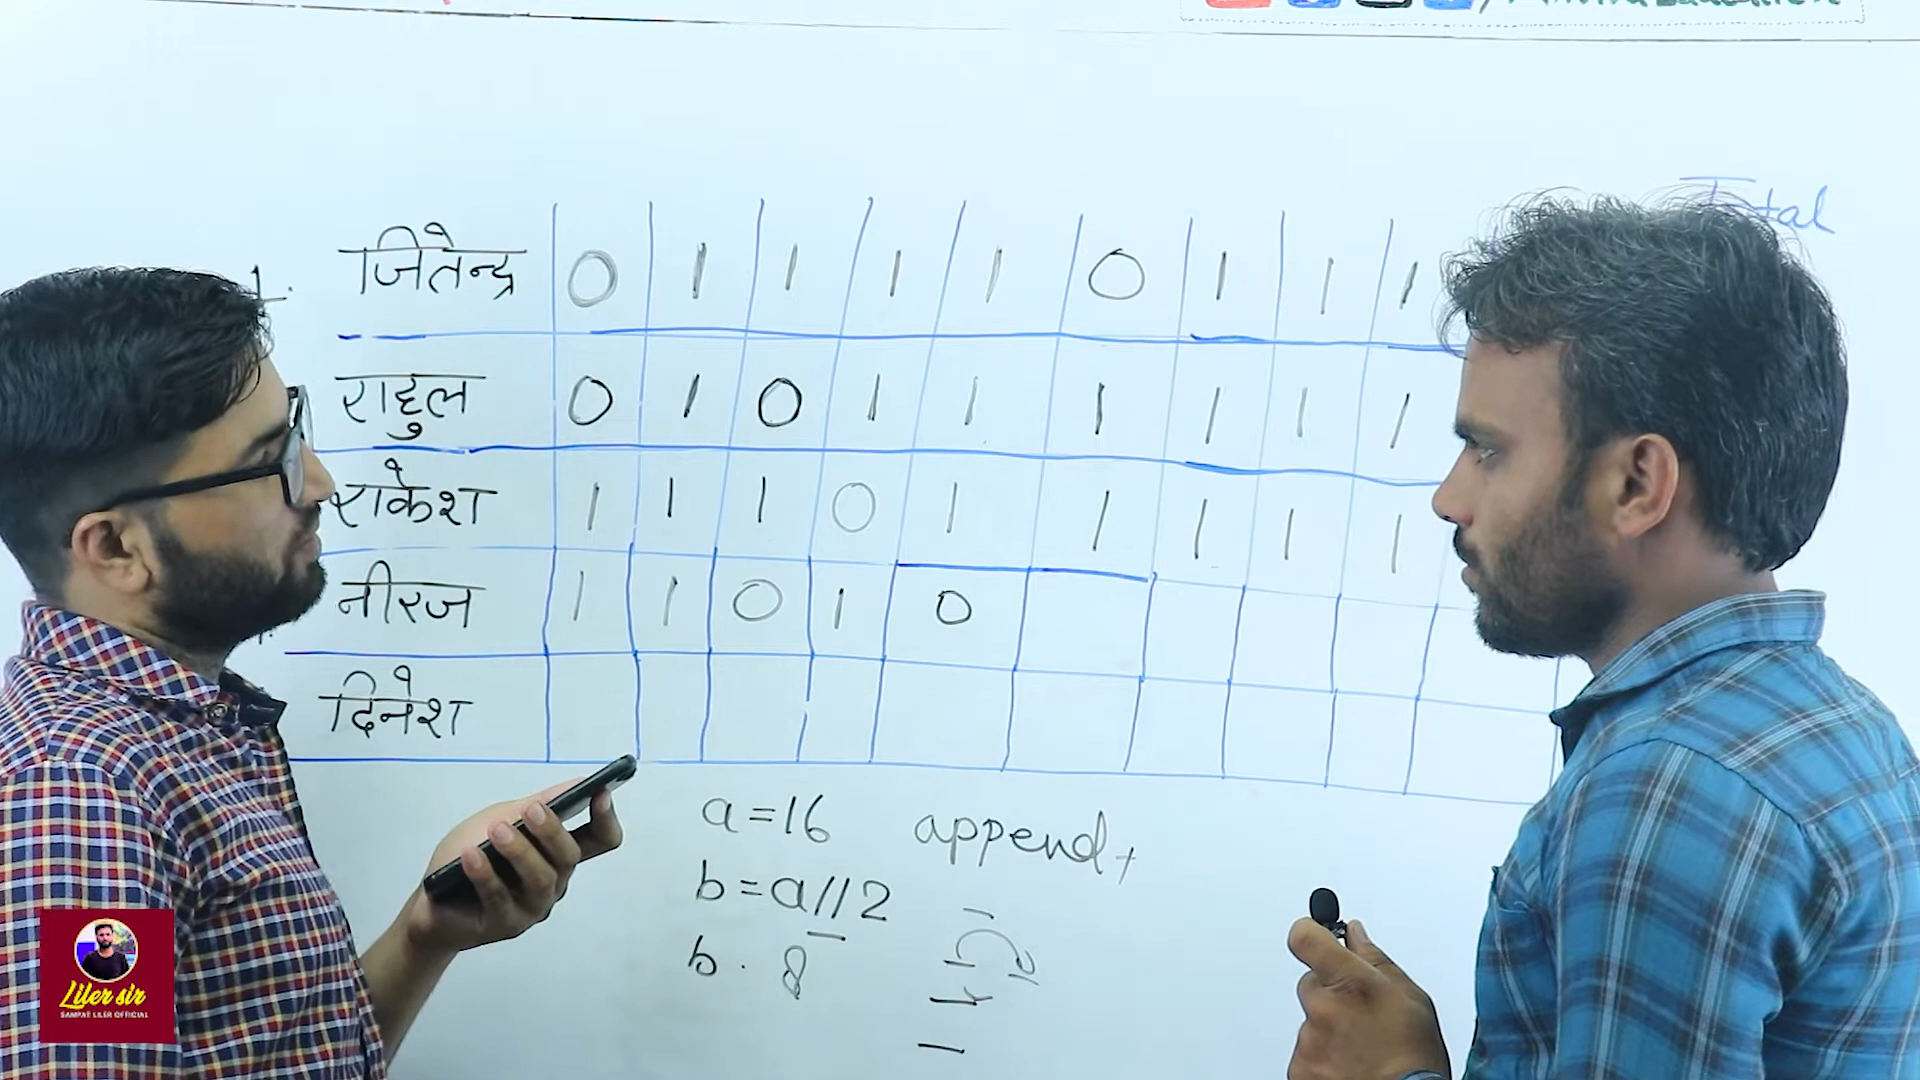 Total
1. जितेन्द्र 0 1 1 1 1 0 1 1 1
राहुल 0 1 0 1 1 1 1 1 1
राकेश 1 1 1 0 1 1 1 1 1
नीरज 1 1 0 1 0
दिनेश
a=16 append,
b=a//2
b. 8
Liler sir
SAMPAT LILER OFFICIAL